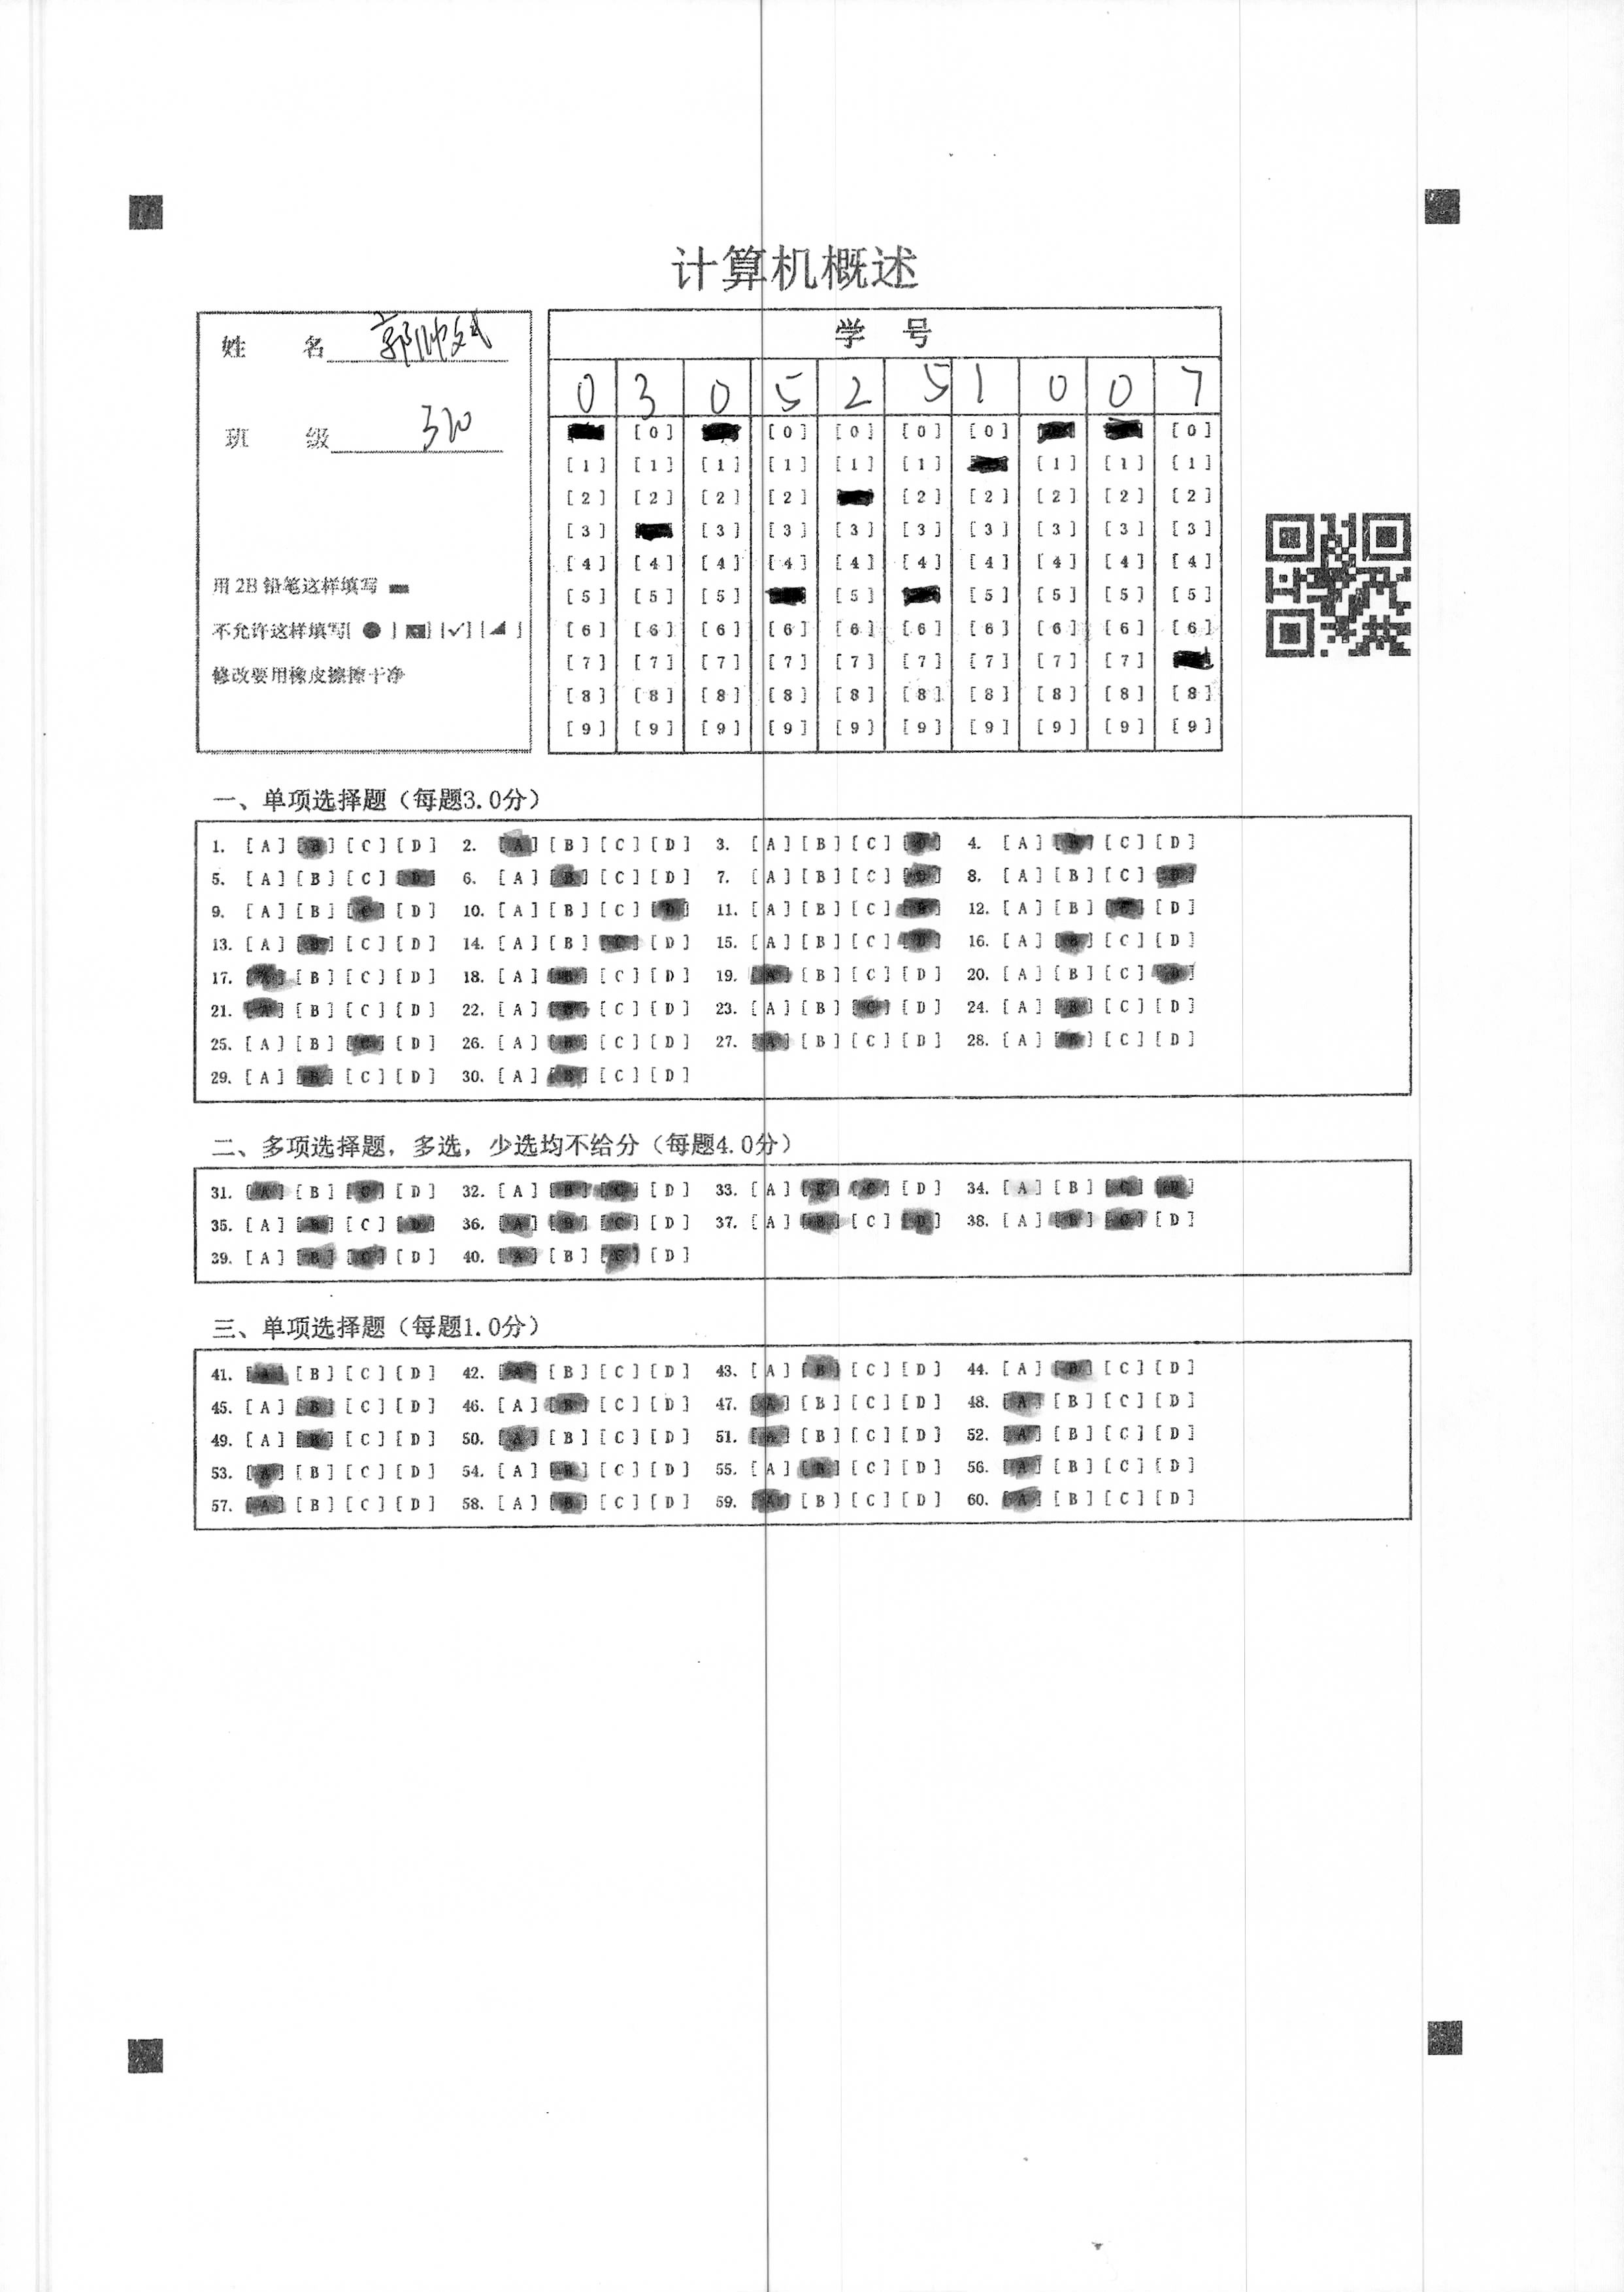 计算机概述
姓 名
班 级 320
用 2B 铅笔这样填写
不允许这样填写[ ● ] [ ] [✓] [◢ ]
修改要用橡皮擦擦干净
学 号
0 3 0 5 2 5 1 0 0 7
[0] [0] [0] [0] [0] [0]
[1] [1] [1] [1] [1] [1] [1] [1] [1]
[2] [2] [2] [2] [2] [2] [2] [2] [2]
[3] [3] [3] [3] [3] [3] [3] [3] [3]
[4] [4] [4] [4] [4] [4] [4] [4] [4] [4]
[5] [5] [5] [5] [5] [5] [5] [5]
[6] [6] [6] [6] [6] [6] [6] [6] [6] [6]
[7] [7] [7] [7] [7] [7] [7] [7] [7]
[8] [8] [8] [8] [8] [8] [8] [8] [8] [8]
[9] [9] [9] [9] [9] [9] [9] [9] [9] [9]
一、单项选择题（每题3.0分）
1. [A] [B] [C] [D] 2. [A] [B] [C] [D] 3. [A] [B] [C] [D] 4. [A] [B] [C] [D]
5. [A] [B] [C] [D] 6. [A] [B] [C] [D] 7. [A] [B] [C] [D] 8. [A] [B] [C] [D]
9. [A] [B] [C] [D] 10. [A] [B] [C] [D] 11. [A] [B] [C] [D] 12. [A] [B] [C] [D]
13. [A] [B] [C] [D] 14. [A] [B] [C] [D] 15. [A] [B] [C] [D] 16. [A] [B] [C] [D]
17. [A] [B] [C] [D] 18. [A] [B] [C] [D] 19. [A] [B] [C] [D] 20. [A] [B] [C] [D]
21. [A] [B] [C] [D] 22. [A] [B] [C] [D] 23. [A] [B] [C] [D] 24. [A] [B] [C] [D]
25. [A] [B] [C] [D] 26. [A] [B] [C] [D] 27. [A] [B] [C] [D] 28. [A] [B] [C] [D]
29. [A] [B] [C] [D] 30. [A] [B] [C] [D]
二、多项选择题，多选，少选均不给分（每题4.0分）
31. [A] [B] [C] [D] 32. [A] [B] [C] [D] 33. [A] [B] [C] [D] 34. [A] [B] [C] [D]
35. [A] [B] [C] [D] 36. [A] [B] [C] [D] 37. [A] [B] [C] [D] 38. [A] [B] [C] [D]
39. [A] [B] [C] [D] 40. [A] [B] [C] [D]
三、单项选择题（每题1.0分）
41. [A] [B] [C] [D] 42. [A] [B] [C] [D] 43. [A] [B] [C] [D] 44. [A] [B] [C] [D]
45. [A] [B] [C] [D] 46. [A] [B] [C] [D] 47. [A] [B] [C] [D] 48. [A] [B] [C] [D]
49. [A] [B] [C] [D] 50. [A] [B] [C] [D] 51. [A] [B] [C] [D] 52. [A] [B] [C] [D]
53. [A] [B] [C] [D] 54. [A] [B] [C] [D] 55. [A] [B] [C] [D] 56. [A] [B] [C] [D]
57. [A] [B] [C] [D] 58. [A] [B] [C] [D] 59. [A] [B] [C] [D] 60. [A] [B] [C] [D]